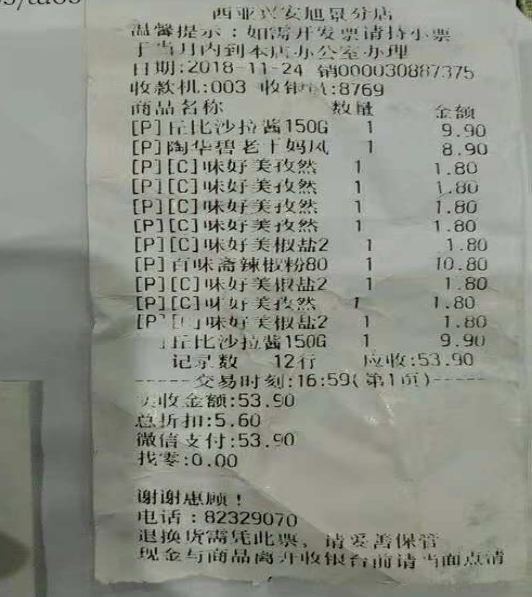 西亚兴安旭景分店
温馨提示：如需开发票请持小票
于当月内到本店办公室办理
日期:2018-11-24 销000030887375
收款机:003 收银员:8769
商品名称 数量 金额
[P]丘比沙拉酱150G 1 9.90
[P]陶华碧老干妈风 1 8.90
[P][C]味好美孜然 1 1.80
[P][C]味好美孜然 1 1.80
[P][C]味好美孜然 1 1.80
[P][C]味好美孜然 1 1.80
[P][C]味好美椒盐2 1 1.80
[P]百味斋辣椒粉80 1 10.80
[P][C]味好美椒盐2 1 1.80
[P][C]味好美孜然 1 1.80
[P][C]味好美椒盐2 1 1.80
丘比沙拉酱150G 1 9.90
记录数 12行 应收:53.90
-----交易时刻:16:59(第1页)-----
实收金额:53.90
总折扣:5.60
微信支付:53.90
找零:0.00
谢谢惠顾！
电话：82329070
退换货需凭此票，请妥善保管
现金与商品离开收银台前请当面点清